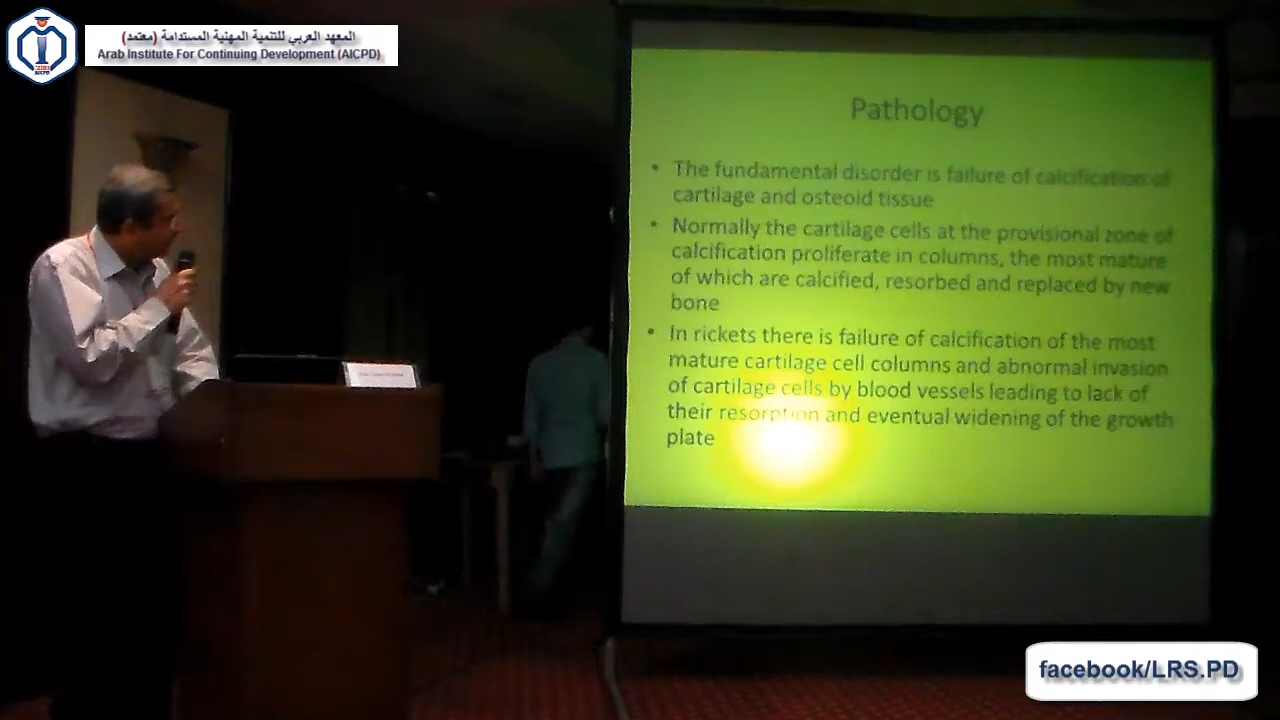 المعهد العربي للتنمية المهنية المستدامة (معتمد)
Arab Institute For Continuing Development (AICPD)
AICPD
Pathology
• The fundamental disorder is failure of calcification of
cartilage and osteoid tissue
• Normally the cartilage cells at the provisional zone of
calcification proliferate in columns, the most mature
of which are calcified, resorbed and replaced by new
bone
• In rickets there is failure of calcification of the most
mature cartilage cell columns and abnormal invasion
of cartilage cells by blood vessels leading to lack of
their resorption and eventual widening of the growth
plate
facebook/LRS.PD